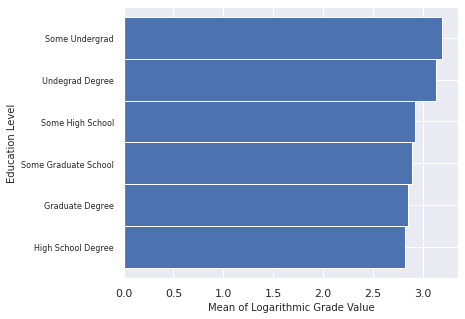 Education Level
Some Undergrad
Undegrad Degree
Some High School
Some Graduate School
Graduate Degree
High School Degree
0.0 0.5 1.0 1.5 2.0 2.5 3.0
Mean of Logarithmic Grade Value